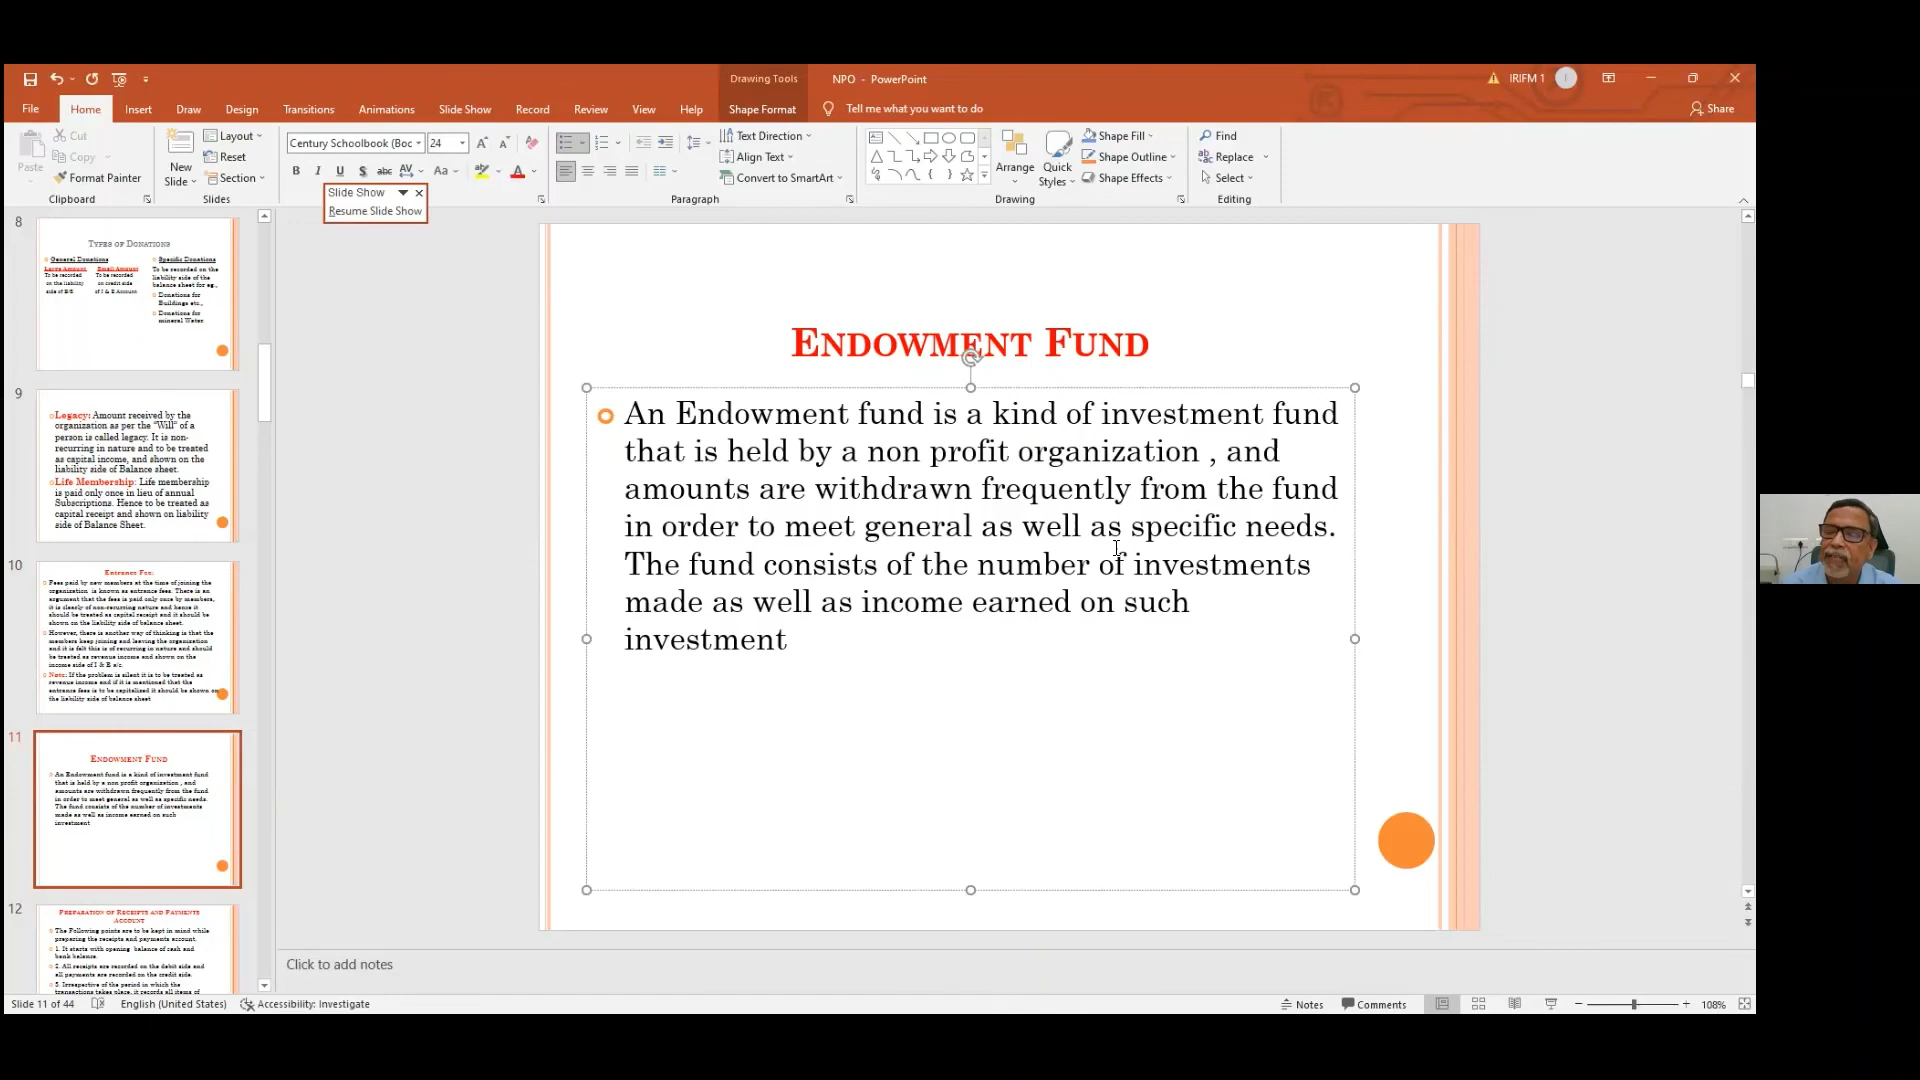 Drawing Tools
NPO - PowerPoint
IRIFM 1
File Home Insert Draw Design Transitions Animations Slide Show Record Review View Help Shape Format Tell me what you want to do Share
Cut
Copy
Format Painter
Paste
Clipboard
New Slide
Layout
Reset
Section
Slides
Century Schoolbook (Boc 24
Slide Show
Resume Slide Show
Text Direction
Align Text
Convert to SmartArt
Paragraph
Arrange
Quick Styles
Shape Fill
Shape Outline
Shape Effects
Drawing
Find
Replace
Select
Editing
8
Types of Donations
General Donations
Large Amount Small Amount
To be recorded on the liability side of B/S
To be recorded on credit side of I & E Account
Specific Donations
To be recorded on the
liability side of the
balance sheet for eg.,
Donations for
Buildings etc.,
Donations for
mineral Water
9
Legacy: Amount received by the
organization as per the "Will" of a
person is called legacy. It is non-
recurring in nature and to be treated
as capital income, and shown on the
liability side of Balance sheet.
Life Membership: Life membership
is paid only once in lieu of annual
Subscriptions. Hence to be treated as
capital receipt and shown on liability
side of Balance Sheet.
10
Entrance Fee:
Fees paid by new members at the time of joining the
organization is known as entrance fees. There is an
argument that the fees is paid only once by members,
it is clearly of non-recurring nature and hence it
should be treated as capital receipt and it should be
shown on the liability side of balance sheet.
However, there is another way of thinking is that the
members keep joining and leaving the organization
and it is felt this is of recurring in nature and should
be treated as revenue income and shown on the
income side of I & E a/c.
Note: If the problem is silent it is to be treated as
revenue income and if it is mentioned that the
entrance fees is to be capitalized it should be shown on
the liability side of balance sheet
11
Endowment Fund
An Endowment fund is a kind of investment fund
that is held by a non profit organization , and
amounts are withdrawn frequently from the fund
in order to meet general as well as specific needs.
The fund consists of the number of investments
made as well as income earned on such
investment
12
Preparation of Receipts and Payments
Account
The Following points are to be kept in mind while
preparing the receipts and payments account.
1. It starts with opening balance of cash and
bank balance.
2. All receipts are recorded on the debit side and
all payments are recorded on the credit side.
3. Irrespective of the period in which the
transactions takes place, it records all items of
Endowment Fund
An Endowment fund is a kind of investment fund
that is held by a non profit organization , and
amounts are withdrawn frequently from the fund
in order to meet general as well as specific needs.
The fund consists of the number of investments
made as well as income earned on such
investment
Click to add notes
Slide 11 of 44 English (United States) Accessibility: Investigate Notes Comments 108%